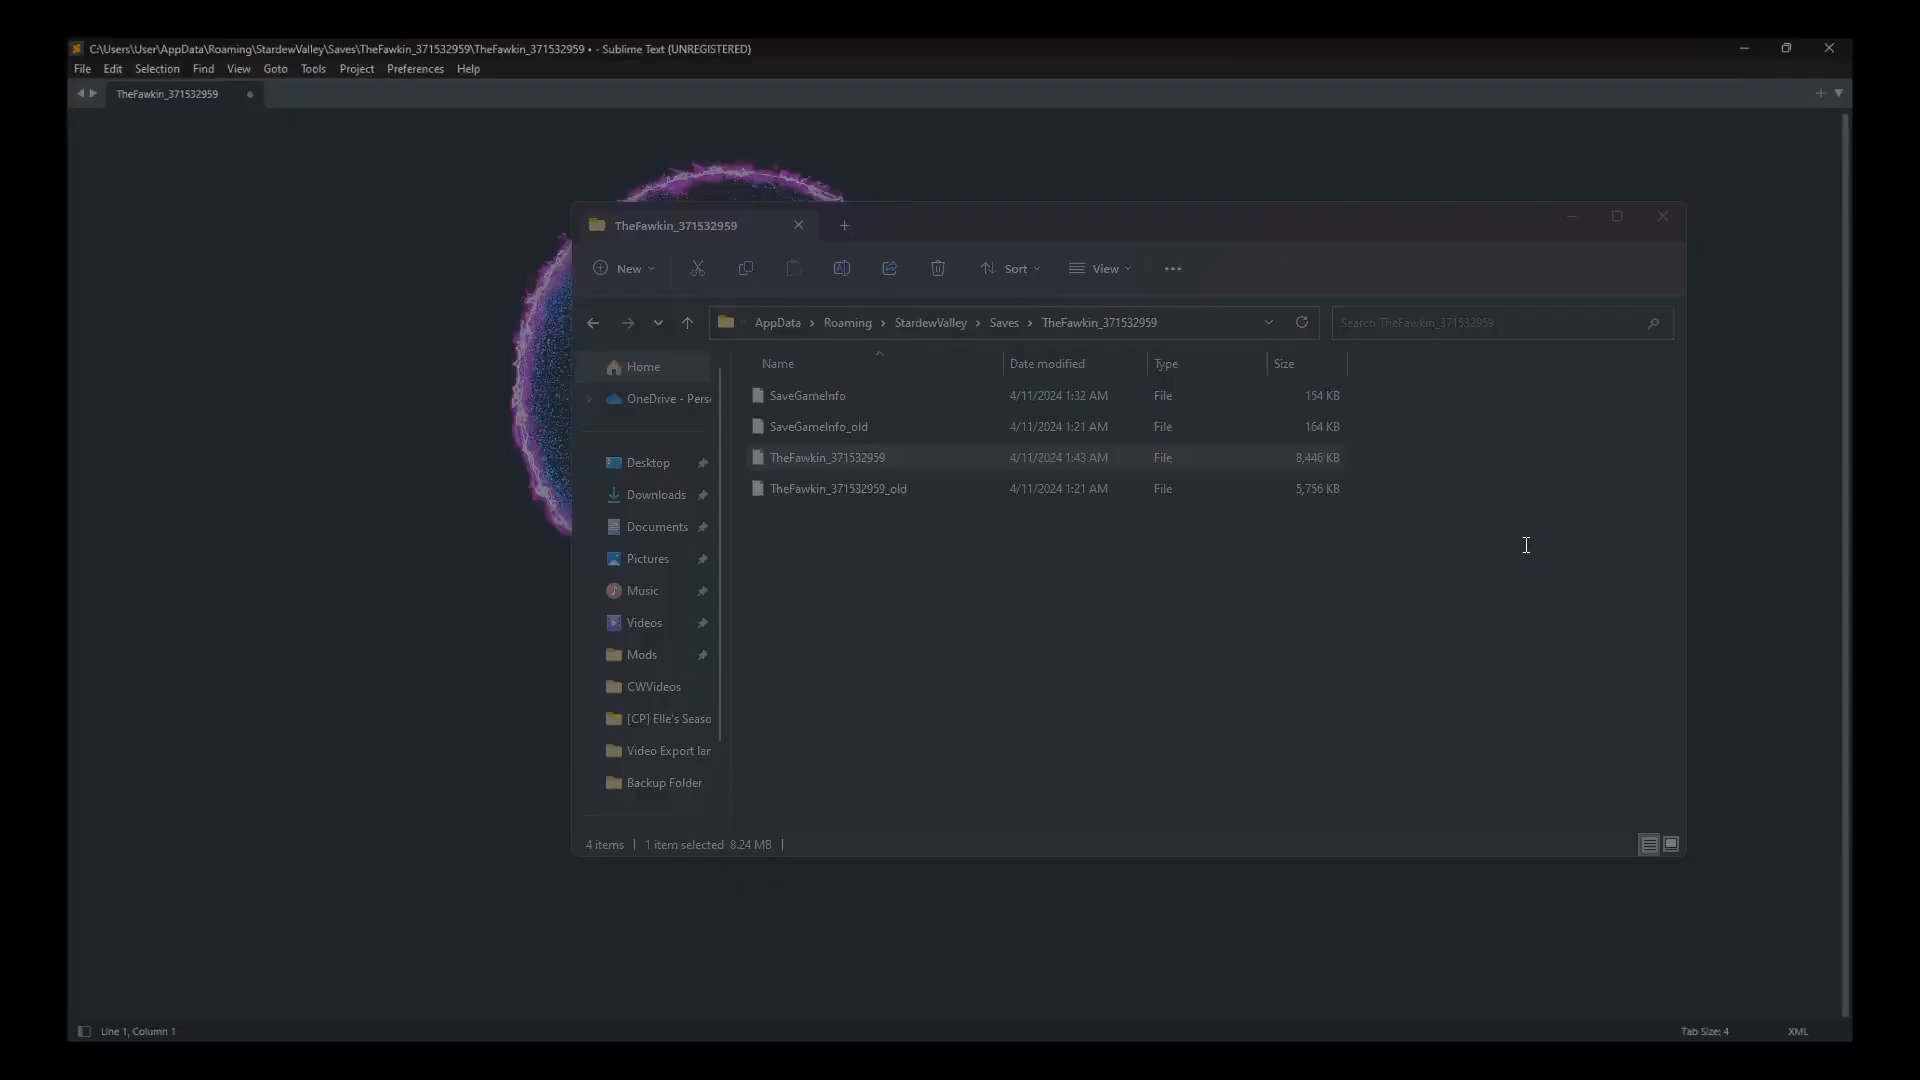 C:\Users\User\AppData\Roaming\StardewValley\Saves\TheFawkin_371532959\TheFawkin_371532959 • - Sublime Text (UNREGISTERED)
File Edit Selection Find View Goto Tools Project Preferences Help
TheFawkin_371532959
TheFawkin_371532959
New Sort View
AppData › Roaming › StardewValley › Saves › TheFawkin_371532959
Search TheFawkin_371532959
Name Date modified Type Size
Home
OneDrive - Pers
SaveGameInfo 4/11/2024 1:32 AM File 154 KB
SaveGameInfo_old 4/11/2024 1:21 AM File 164 KB
TheFawkin_371532959 4/11/2024 1:43 AM File 8,446 KB
TheFawkin_371532959_old 4/11/2024 1:21 AM File 5,756 KB
Desktop
Downloads
Documents
Pictures
Music
Videos
Mods
CWVideos
[CP] Elle's Seaso
Video Export lar
Backup Folder
4 items | 1 item selected 8.24 MB |
Line 1, Column 1
Tab Size: 4
XML